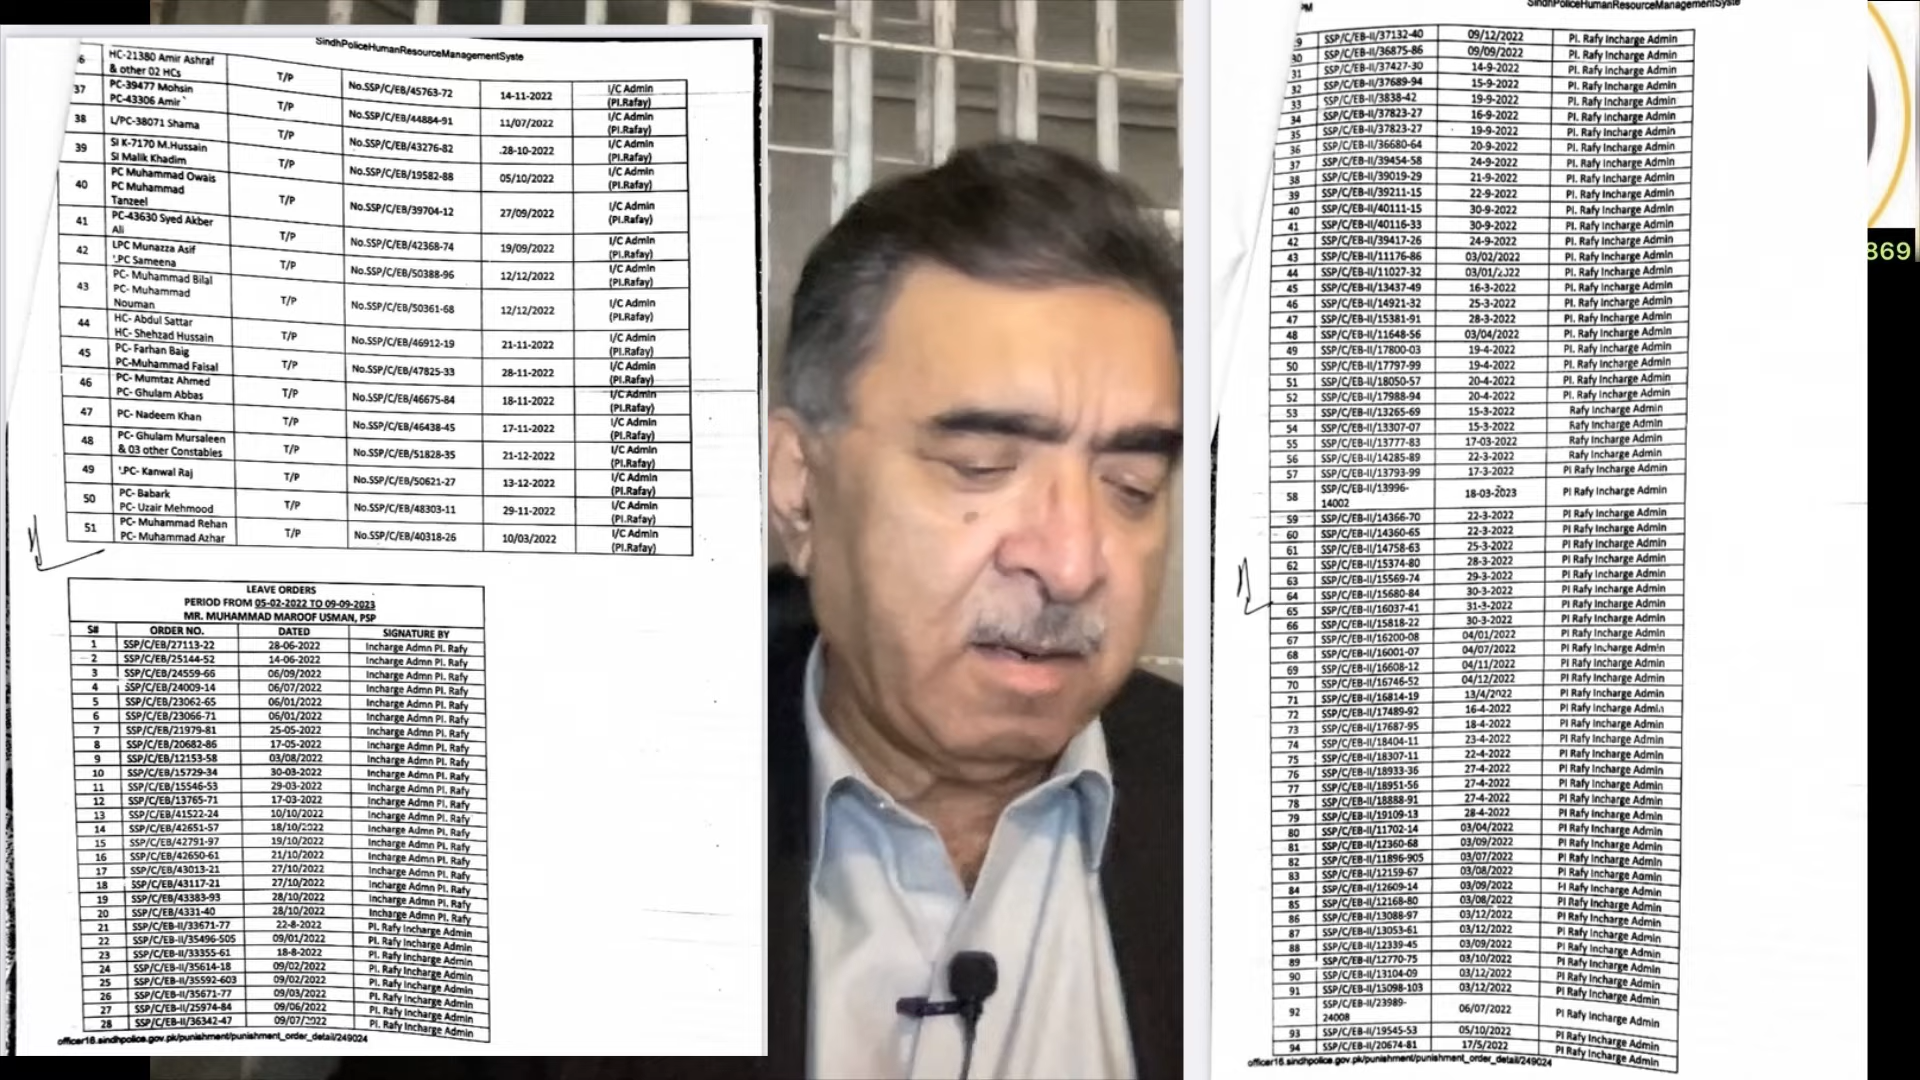 SindhPoliceHumanResourceManagementSyste
6 HC-21380 Amir Ashraf & other 02 HCs T/P No.SSP/C/EB/45763-72 14-11-2022 I/C Admin (PI.Rafay)
37 PC-39477 Mohsin PC-43306 Amir T/P No.SSP/C/EB/44884-91 11/07/2022 I/C Admin (PI.Rafay)
38 L/PC-38071 Shama T/P No.SSP/C/EB/43276-82 28-10-2022 I/C Admin (PI.Rafay)
39 SI K-7170 M.Hussain SI Malik Khadim T/P No.SSP/C/EB/19582-88 05/10/2022 I/C Admin (PI.Rafay)
40 PC Muhammad Owais PC Muhammad Tanzeel T/P No.SSP/C/EB/39704-12 27/09/2022 I/C Admin (PI.Rafay)
41 PC-43630 Syed Akber Ali T/P No.SSP/C/EB/42368-74 19/09/2022 I/C Admin (PI.Rafay)
42 LPC Munazza Asif LPC Sameena T/P No.SSP/C/EB/50388-96 12/12/2022 I/C Admin (PI.Rafay)
43 PC- Muhammad Bilal PC- Muhammad Nouman T/P No.SSP/C/EB/50361-68 12/12/2022 I/C Admin (PI.Rafay)
44 HC- Abdul Sattar HC- Shehzad Hussain T/P No.SSP/C/EB/46912-19 21-11-2022 I/C Admin (PI.Rafay)
45 PC- Farhan Baig PC-Muhammad Faisal T/P No.SSP/C/EB/47825-33 28-11-2022 I/C Admin (PI.Rafay)
46 PC- Mumtaz Ahmed PC- Ghulam Abbas T/P No.SSP/C/EB/46675-84 18-11-2022 I/C Admin (PI.Rafay)
47 PC- Nadeem Khan T/P No.SSP/C/EB/46438-45 17-11-2022 I/C Admin (PI.Rafay)
48 PC- Ghulam Mursaleen & 03 other Constables T/P No.SSP/C/EB/51828-35 21-12-2022 I/C Admin (PI.Rafay)
49 LPC- Kanwal Raj T/P No.SSP/C/EB/50621-27 13-12-2022 I/C Admin (PI.Rafay)
50 PC- Babark PC- Uzair Mehmood T/P No.SSP/C/EB/48303-11 29-11-2022 I/C Admin (PI.Rafay)
51 PC- Muhammad Rehan PC- Muhammad Azhar T/P No.SSP/C/EB/40318-26 10/03/2022 I/C Admin (PI.Rafay)
LEAVE ORDERS
PERIOD FROM 05-02-2022 TO 09-09-2023
MR. MUHAMMAD MAROOF USMAN, PSP
S# ORDER NO. DATED SIGNATURE BY
1 SSP/C/EB/27113-22 28-06-2022 Incharge Admn PI. Rafy
2 SSP/C/EB/25144-52 14-06-2022 Incharge Admn PI. Rafy
3 SSP/C/EB/24559-66 06/09/2022 Incharge Admn PI. Rafy
4 SSP/C/EB/24009-14 06/07/2022 Incharge Admn PI. Rafy
5 SSP/C/EB/23062-65 06/01/2022 Incharge Admn PI. Rafy
6 SSP/C/EB/23066-71 06/01/2022 Incharge Admn PI. Rafy
7 SSP/C/EB/21979-81 25-05-2022 Incharge Admn PI. Rafy
8 SSP/C/EB/20682-86 17-05-2022 Incharge Admn PI. Rafy
9 SSP/C/EB/12153-58 03/08/2022 Incharge Admn PI. Rafy
10 SSP/C/EB/15729-34 30-03-2022 Incharge Admn PI. Rafy
11 SSP/C/EB/15546-53 29-03-2022 Incharge Admn PI. Rafy
12 SSP/C/EB/13765-71 17-03-2022 Incharge Admn PI. Rafy
13 SSP/C/EB/41522-24 10/10/2022 Incharge Admn PI. Rafy
14 SSP/C/EB/42651-57 18/10/2022 Incharge Admn PI. Rafy
15 SSP/C/EB/42791-97 19/10/2022 Incharge Admn PI. Rafy
16 SSP/C/EB/42650-61 21/10/2022 Incharge Admn PI. Rafy
17 SSP/C/EB/43013-21 27/10/2022 Incharge Admn PI. Rafy
18 SSP/C/EB/43117-21 27/10/2022 Incharge Admn PI. Rafy
19 SSP/C/EB/43383-93 28/10/2022 Incharge Admn PI. Rafy
20 SSP/C/EB/4331-40 28/10/2022 Incharge Admn PI. Rafy
21 SSP/C/EB-II/33671-77 22-8-2022 PI. Rafy Incharge Admin
22 SSP/C/EB-II/35496-505 09/01/2022 PI. Rafy Incharge Admin
23 SSP/C/EB-II/33355-61 18-8-2022 PI. Rafy Incharge Admin
24 SSP/C/EB-II/35614-18 09/02/2022 PI. Rafy Incharge Admin
25 SSP/C/EB-II/35592-603 09/02/2022 PI. Rafy Incharge Admin
26 SSP/C/EB-II/35671-77 09/03/2022 PI. Rafy Incharge Admin
27 SSP/C/EB-II/25974-84 09/06/2022 PI. Rafy Incharge Admin
28 SSP/C/EB-II/36342-47 09/07/2022 PI. Rafy Incharge Admin
officer16.sindhpolice.gov.pk/punishment/punishment_order_detail/249024
PM SindhPoliceHumanResourceManagementSyste
9 SSP/C/EB-II/37132-40 09/12/2022 PI. Rafy Incharge Admin
30 SSP/C/EB-II/36875-86 09/09/2022 PI. Rafy Incharge Admin
31 SSP/C/EB-II/37427-30 14-9-2022 PI. Rafy Incharge Admin
32 SSP/C/EB-II/37689-94 15-9-2022 PI. Rafy Incharge Admin
33 SSP/C/EB-II/3838-42 19-9-2022 PI. Rafy Incharge Admin
34 SSP/C/EB-II/37823-27 16-9-2022 PI. Rafy Incharge Admin
35 SSP/C/EB-II/37823-27 19-9-2022 PI. Rafy Incharge Admin
36 SSP/C/EB-II/36680-64 20-9-2022 PI. Rafy Incharge Admin
37 SSP/C/EB-II/39454-58 24-9-2022 PI. Rafy Incharge Admin
38 SSP/C/EB-II/39019-29 21-9-2022 PI. Rafy Incharge Admin
39 SSP/C/EB-II/39211-15 22-9-2022 PI. Rafy Incharge Admin
40 SSP/C/EB-II/40111-15 30-9-2022 PI. Rafy Incharge Admin
41 SSP/C/EB-II/40116-33 30-9-2022 PI. Rafy Incharge Admin
42 SSP/C/EB-II/39417-26 24-9-2022 PI. Rafy Incharge Admin
43 SSP/C/EB-II/11176-86 03/02/2022 PI. Rafy Incharge Admin
44 SSP/C/EB-II/11027-32 03/01/2022 PI. Rafy Incharge Admin
45 SSP/C/EB-II/13437-49 16-3-2022 PI. Rafy Incharge Admin
46 SSP/C/EB-II/14921-32 25-3-2022 PI. Rafy Incharge Admin
47 SSP/C/EB-II/15381-91 28-3-2022 PI. Rafy Incharge Admin
48 SSP/C/EB-II/11648-56 03/04/2022 PI. Rafy Incharge Admin
49 SSP/C/EB-II/17800-03 19-4-2022 PI. Rafy Incharge Admin
50 SSP/C/EB-II/17797-99 19-4-2022 PI. Rafy Incharge Admin
51 SSP/C/EB-II/18050-57 20-4-2022 PI. Rafy Incharge Admin
52 SSP/C/EB-II/17988-94 20-4-2022 PI. Rafy Incharge Admin
53 SSP/C/EB-II/13265-69 15-3-2022 Rafy Incharge Admin
54 SSP/C/EB-II/13307-07 15-3-2022 Rafy Incharge Admin
55 SSP/C/EB-II/13777-83 17-03-2022 Rafy Incharge Admin
56 SSP/C/EB-II/14285-89 22-3-2022 Rafy Incharge Admin
57 SSP/C/EB-II/13793-99 17-3-2022 PI Rafy Incharge Admin
58 SSP/C/EB-II/13996-14002 18-03-2023 PI Rafy Incharge Admin
59 SSP/C/EB-II/14366-70 22-3-2022 PI Rafy Incharge Admin
60 SSP/C/EB-II/14360-65 22-3-2022 PI Rafy Incharge Admin
61 SSP/C/EB-II/14758-63 25-3-2022 PI Rafy Incharge Admin
62 SSP/C/EB-II/15374-80 28-3-2022 PI Rafy Incharge Admin
63 SSP/C/EB-II/15569-74 29-3-2022 PI Rafy Incharge Admin
64 SSP/C/EB-II/15680-84 30-3-2022 PI Rafy Incharge Admin
65 SSP/C/EB-II/16037-41 31-3-2022 PI Rafy Incharge Admin
66 SSP/C/EB-II/15818-22 30-3-2022 PI Rafy Incharge Admin
67 SSP/C/EB-II/16200-08 04/01/2022 PI Rafy Incharge Admin
68 SSP/C/EB-II/16001-07 04/07/2022 PI Rafy Incharge Admin
69 SSP/C/EB-II/16608-12 04/11/2022 PI Rafy Incharge Admin
70 SSP/C/EB-II/16746-52 04/12/2022 PI Rafy Incharge Admin
71 SSP/C/EB-II/16814-19 13/4/2022 PI Rafy Incharge Admin
72 SSP/C/EB-II/17489-92 16-4-2022 PI Rafy Incharge Admin
73 SSP/C/EB-II/17687-95 18-4-2022 PI Rafy Incharge Admin
74 SSP/C/EB-II/18404-11 23-4-2022 PI Rafy Incharge Admin
75 SSP/C/EB-II/18307-11 22-4-2022 PI Rafy Incharge Admin
76 SSP/C/EB-II/18933-36 27-4-2022 PI Rafy Incharge Admin
77 SSP/C/EB-II/18951-56 27-4-2022 PI Rafy Incharge Admin
78 SSP/C/EB-II/18888-91 27-4-2022 PI Rafy Incharge Admin
79 SSP/C/EB-II/19109-13 28-4-2022 PI Rafy Incharge Admin
80 SSP/C/EB-II/11702-14 03/04/2022 PI Rafy Incharge Admin
81 SSP/C/EB-II/12360-68 03/09/2022 PI Rafy Incharge Admin
82 SSP/C/EB-II/11896-905 03/07/2022 PI Rafy Incharge Admin
83 SSP/C/EB-II/12159-67 03/08/2022 PI Rafy Incharge Admin
84 SSP/C/EB-II/12609-14 03/09/2022 PI Rafy Incharge Admin
85 SSP/C/EB-II/12168-80 03/08/2022 PI Rafy Incharge Admin
86 SSP/C/EB-II/13088-97 03/12/2022 PI Rafy Incharge Admin
87 SSP/C/EB-II/13053-61 03/12/2022 PI Rafy Incharge Admin
88 SSP/C/EB-II/12339-45 03/09/2022 PI Rafy Incharge Admin
89 SSP/C/EB-II/12770-75 03/10/2022 PI Rafy Incharge Admin
90 SSP/C/EB-II/13104-09 03/12/2022 PI Rafy Incharge Admin
91 SSP/C/EB-II/13098-103 03/12/2022 PI Rafy Incharge Admin
92 SSP/C/EB-II/23989-24008 06/07/2022 PI Rafy Incharge Admin
93 SSP/C/EB-II/19545-53 05/10/2022 PI Rafy Incharge Admin
94 SSP/C/EB-II/20674-81 17/5/2022 PI Rafy Incharge Admin
officer16.sindhpolice.gov.pk/punishment/punishment_order_detail/249024
869